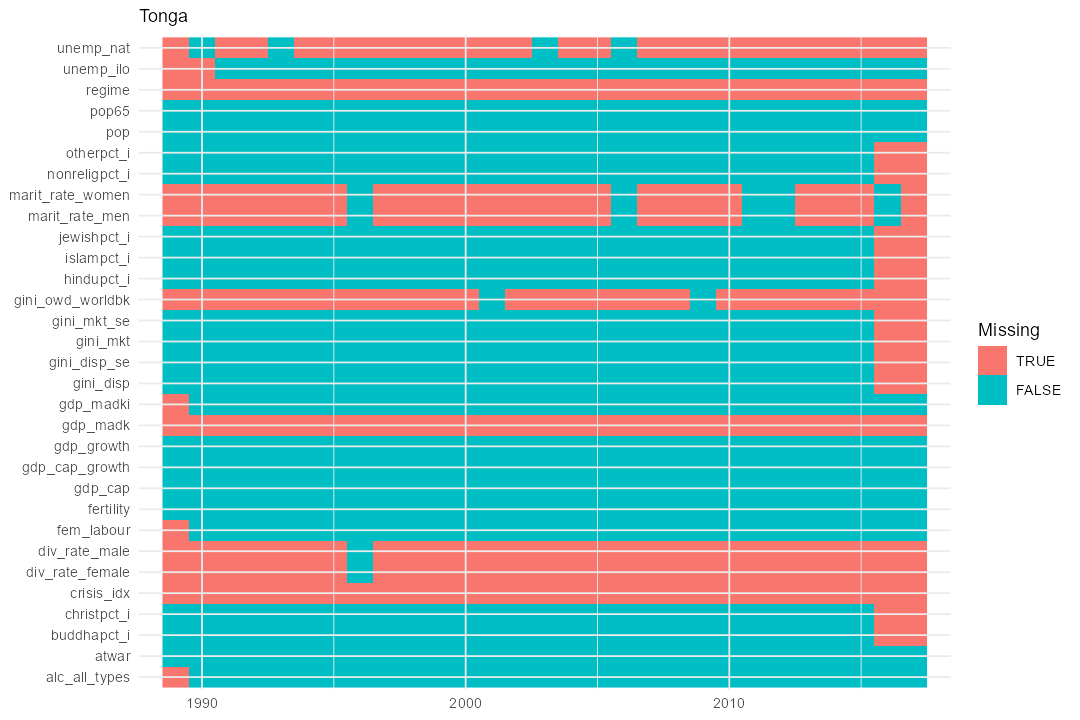 Tonga
unemp_nat
unemp_ilo
regime
pop65
pop
otherpct_i
nonreligpct_i
marit_rate_women
marit_rate_men
jewishpct_i
islampct_i
hindupct_i
gini_owd_worldbk
gini_mkt_se
gini_mkt
gini_disp_se
gini_disp
gdp_madki
gdp_madk
gdp_growth
gdp_cap_growth
gdp_cap
fertility
fem_labour
div_rate_male
div_rate_female
crisis_idx
christpct_i
buddhapct_i
atwar
alc_all_types
1990
2000
2010
Missing
TRUE
FALSE